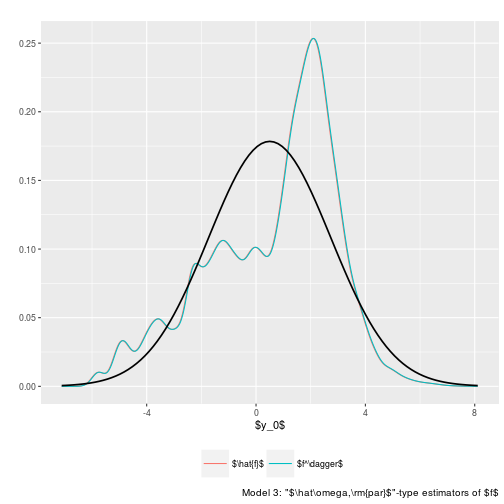 0.25
0.20
0.15
0.10
0.05
0.00
-4 0 4 8
$y_0$
$\hat{f}$ $f^\dagger$
Model 3: "$\hat\omega,\rm{par}$"-type estimators of $f$